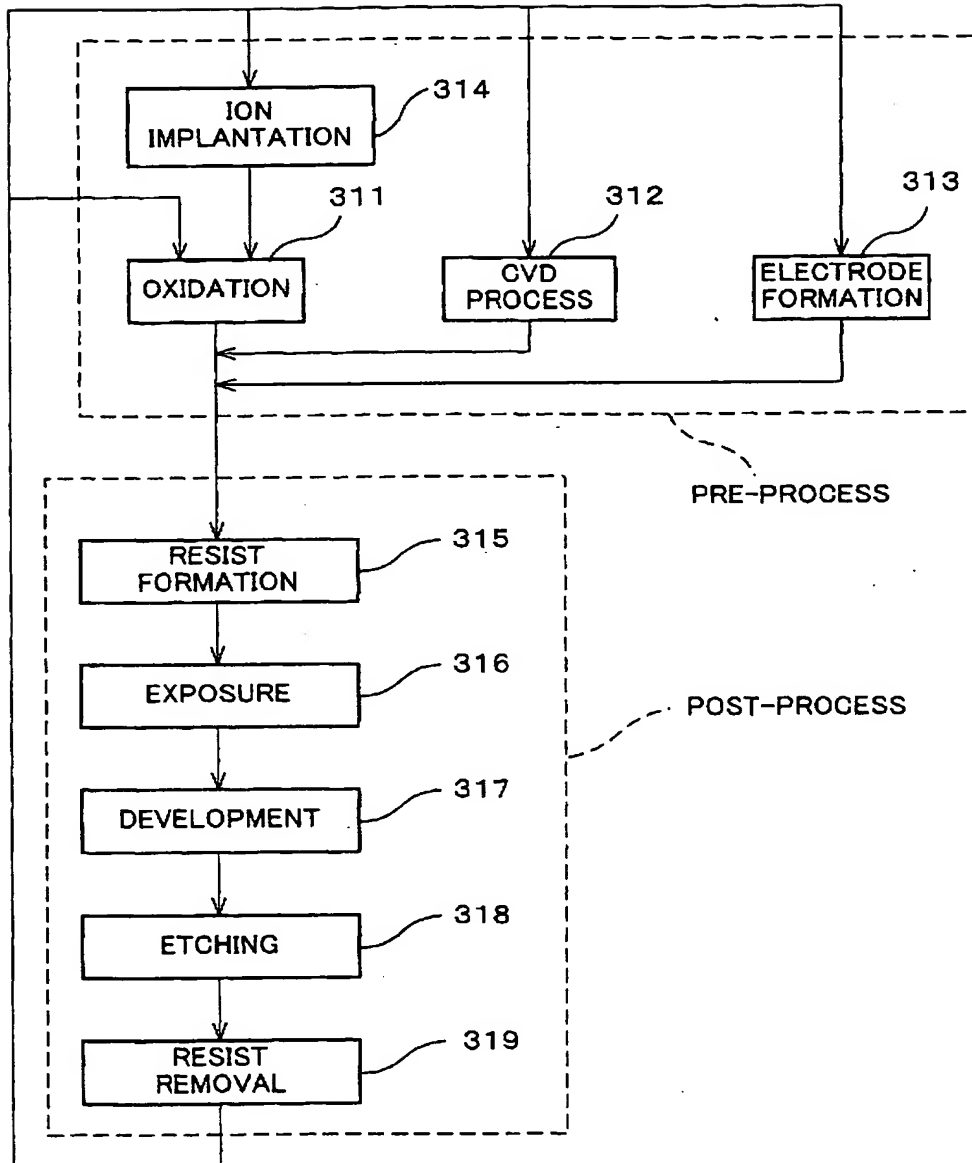 ION
IMPLANTATION
314
311
312
313
OXIDATION
CVD
PROCESS
ELECTRODE
FORMATION
PRE-PROCESS
RESIST
FORMATION
315
EXPOSURE
316
POST-PROCESS
DEVELOPMENT
317
ETCHING
318
RESIST
REMOVAL
319